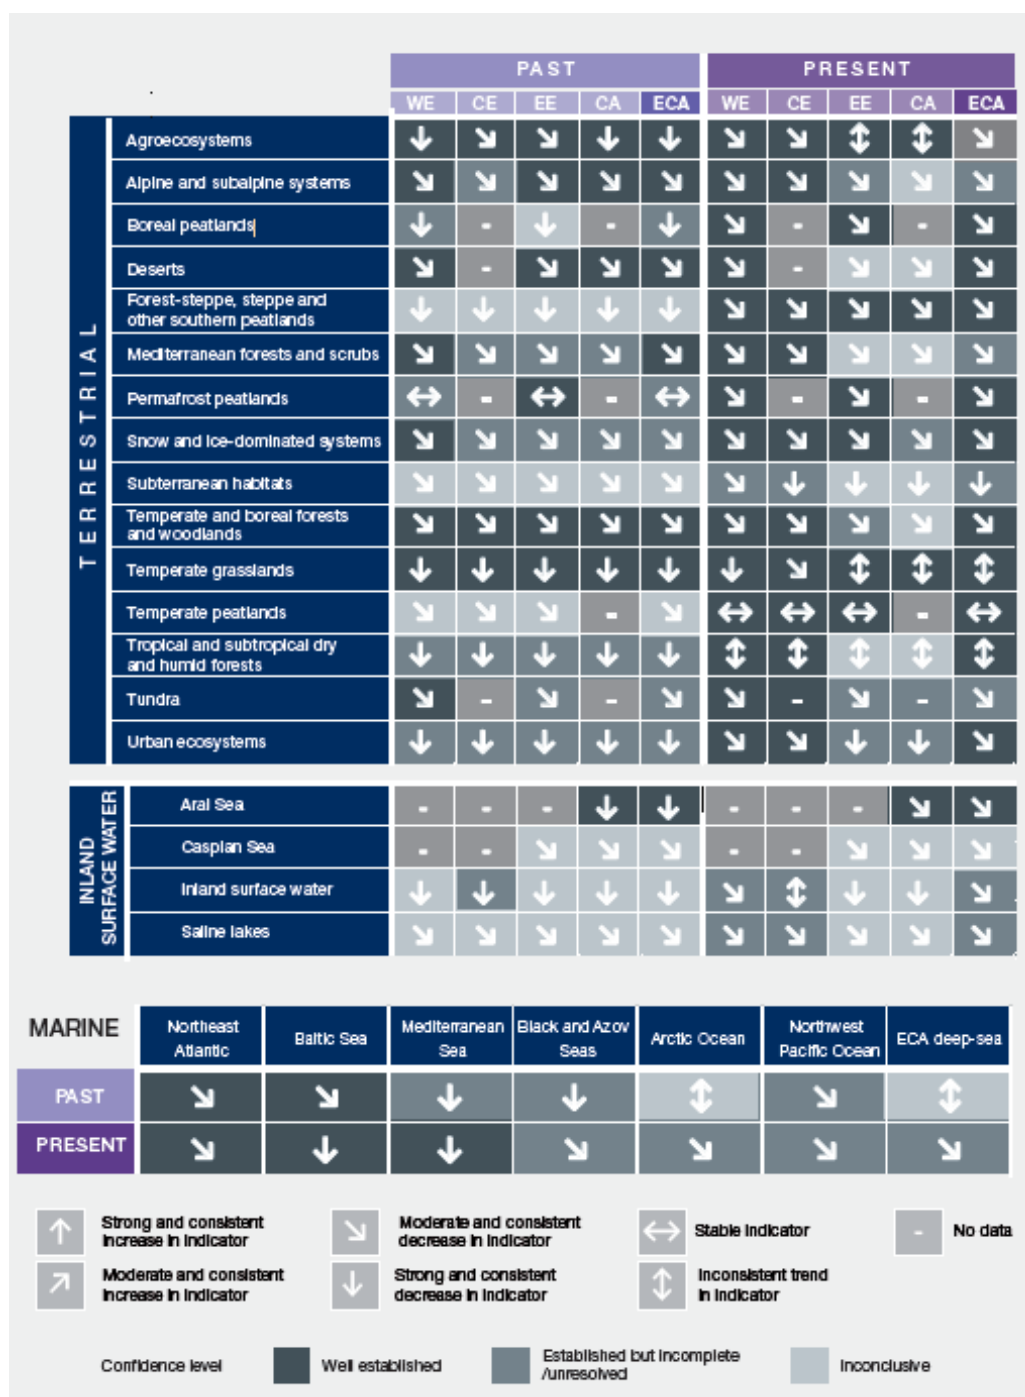 PAST PRESENT
WE CE EE CA ECA WE CE EE CA ECA
TERRESTRIAL
Agroecosystems
Alpine and subalpine systems
Boreal peatlands
Deserts
Forest-steppe, steppe and
other southern peatlands
Mediterranean forests and scrubs
Permafrost peatlands
Snow and ice-dominated systems
Subterranean habitats
Temperate and boreal forests
and woodlands
Temperate grasslands
Temperate peatlands
Tropical and subtropical dry
and humid forests
Tundra
Urban ecosystems
INLAND
SURFACE WATER
Aral Sea
Caspian Sea
Inland surface water
Saline lakes
MARINE
Northeast
Atlantic
Baltic Sea
Mediterranean
Sea
Black and Azov
Seas
Arctic Ocean
Northwest
Pacific Ocean
ECA deep-sea
PAST
PRESENT
Strong and consistent
increase in indicator
Moderate and consistent
decrease in indicator
Stable indicator
- No data
Moderate and consistent
increase in indicator
Strong and consistent
decrease in indicator
Inconsistent trend
in indicator
Confidence level
Well established
Established but incomplete
/unresolved
Inconclusive